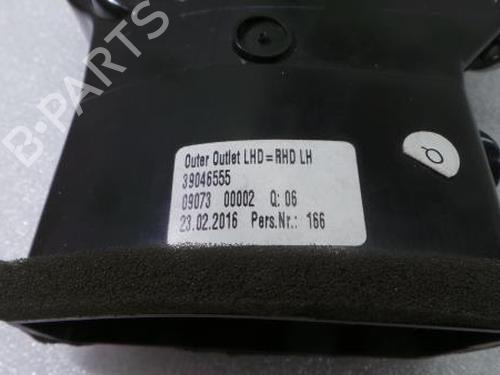 Outer Outlet LHD=RHD LH
39046555
09073 00002 Q: 06
23.02.2016 Pers.Nr.: 166
B-PARTS